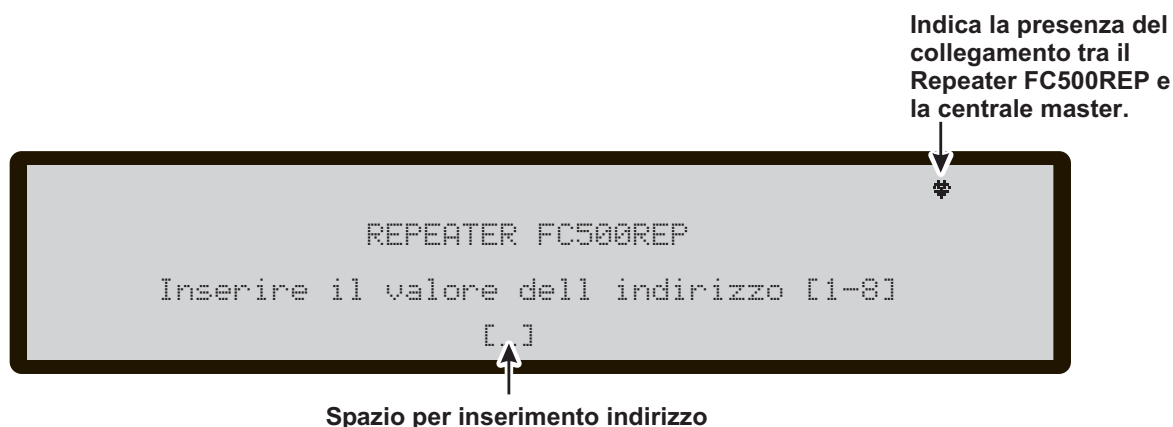 Indica la presenza del
collegamento tra il
Repeater FC500REP e
la centrale master.
REPEATER FC500REP
Inserire il valore dell indirizzo [1-8]
[_]
Spazio per inserimento indirizzo